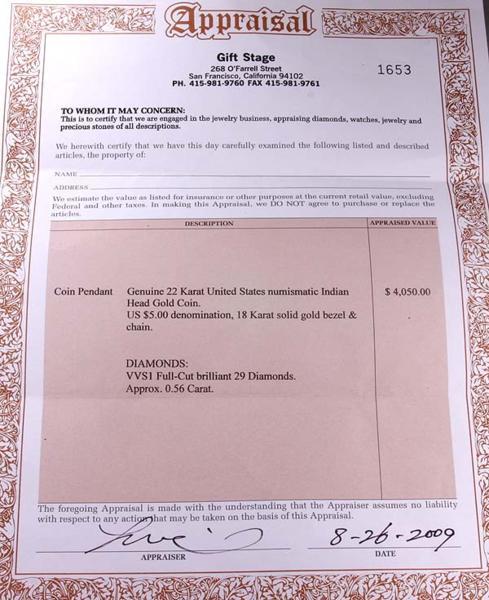 Appraisal
Gift Stage
268 O'Farrell Street
San Francisco, California 94102
PH. 415-981-9760 FAX 415-981-9761
1653
TO WHOM IT MAY CONCERN:
This is to certify that we are engaged in the jewelry business, appraising diamonds, watches, jewelry and
precious stones of all descriptions.
We herewith certify that we have this day carefully examined the following listed and described
articles, the property of:
NAME
ADDRESS
We estimate the value as listed for insurance or other purposes at the current retail value, excluding
Federal and other taxes. In making this Appraisal, we DO NOT agree to purchase or replace the
articles.
DESCRIPTION APPRAISED VALUE
Coin Pendant Genuine 22 Karat United States numismatic Indian $ 4,050.00
Head Gold Coin.
US $5.00 denomination, 18 Karat solid gold bezel &
chain.
DIAMONDS:
VVS1 Full-Cut brilliant 29 Diamonds.
Approx. 0.56 Carat.
The foregoing Appraisal is made with the understanding that the Appraiser assumes no liability
with respect to any action that may be taken on the basis of this Appraisal.
8-26-2009
APPRAISER DATE